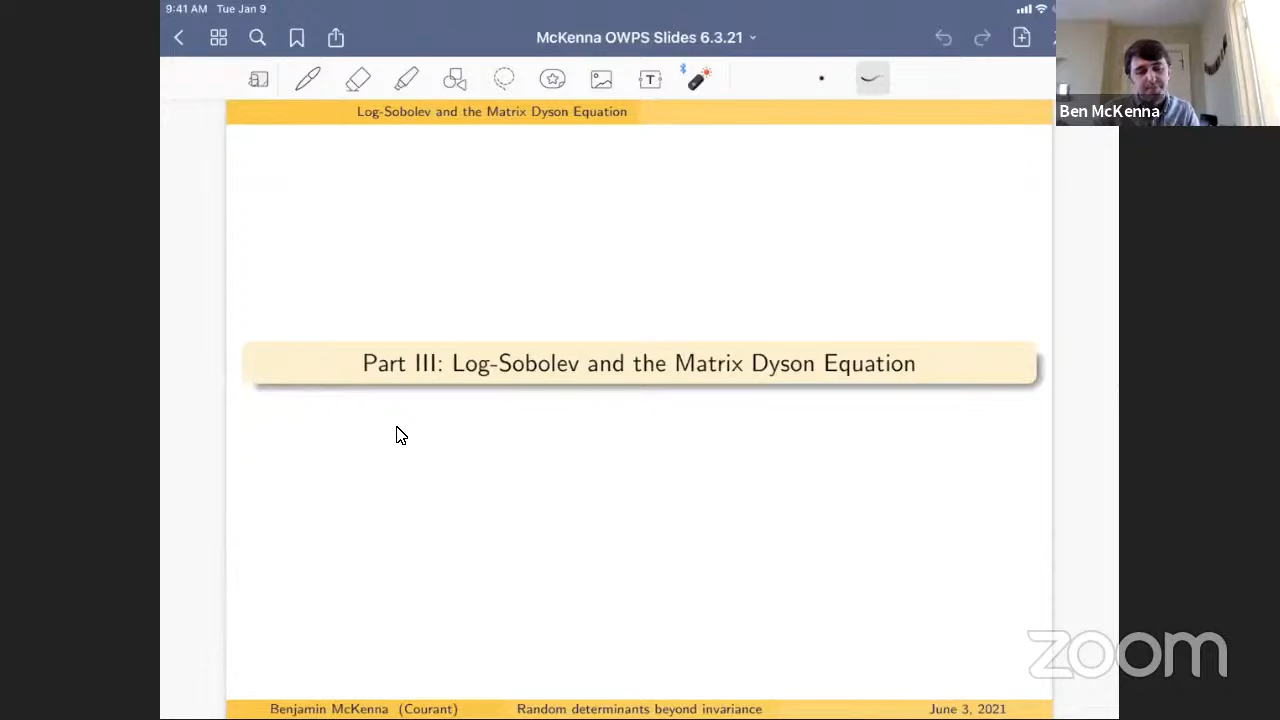 9:41 AM Tue Jan 9
McKenna OWPS Slides 6.3.21
T
Ben McKenna
Log-Sobolev and the Matrix Dyson Equation
Part III: Log-Sobolev and the Matrix Dyson Equation
zoom
Benjamin McKenna (Courant) Random determinants beyond invariance June 3, 2021